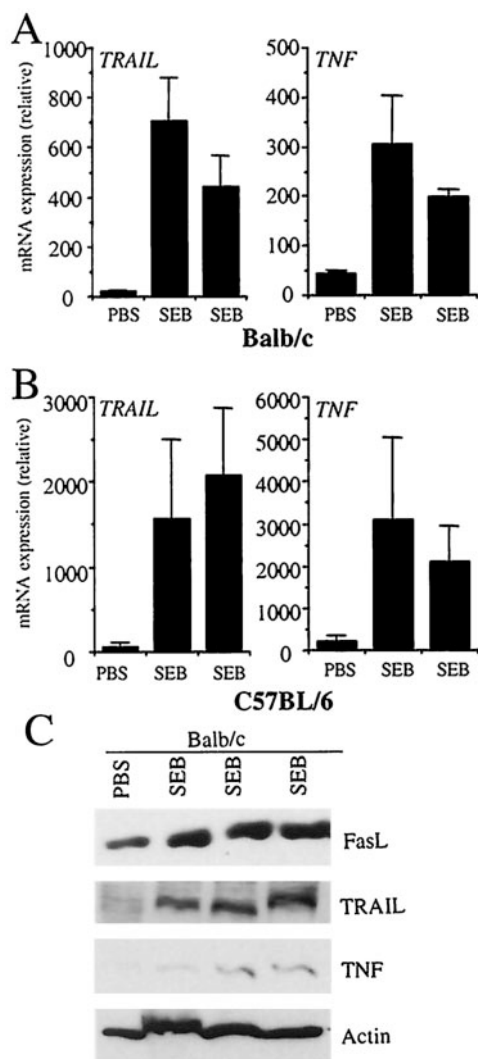 A
TRAIL
TNF
mRNA expression (relative)
1000
800
600
400
200
0
500
400
300
200
100
50
0
PBS SEB SEB
PBS SEB SEB
Balb/c
B
TRAIL
TNF
mRNA expression (relative)
3000
2000
1000
0
6000
5000
4000
3000
2000
1000
0
PBS SEB SEB
PBS SEB SEB
C57BL/6
C
Balb/c
PBS SEB SEB SEB
FasL
TRAIL
TNF
Actin